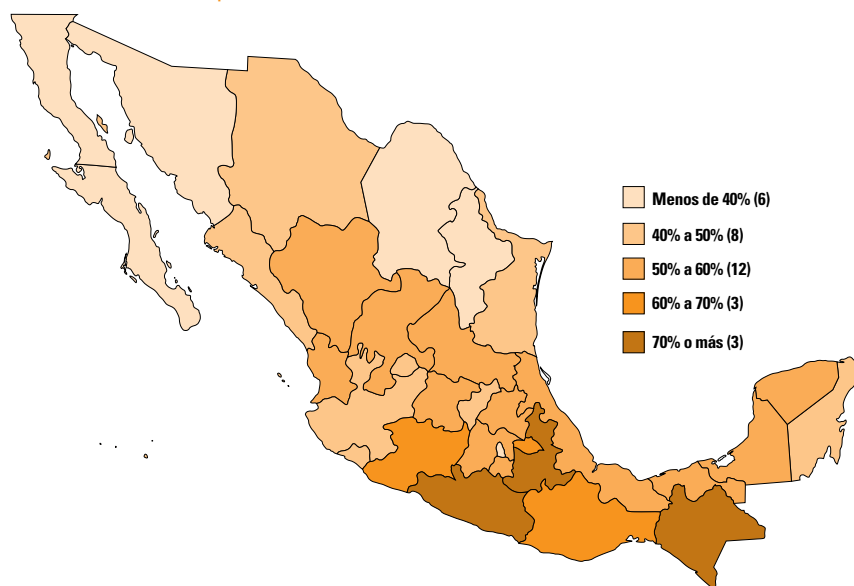 Menos de 40% (6)
40% a 50% (8)
50% a 60% (12)
60% a 70% (3)
70% o más (3)